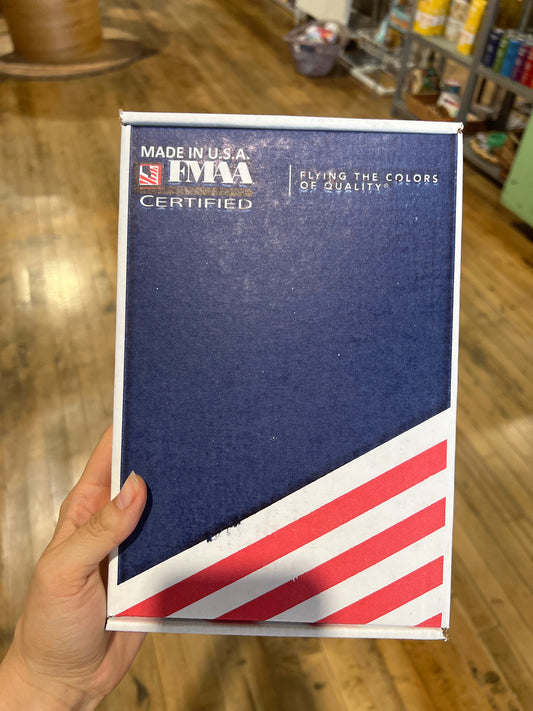 MADE IN U.S.A.
FMAA
CERTIFIED
FLYING THE COLORS
OF QUALITY®